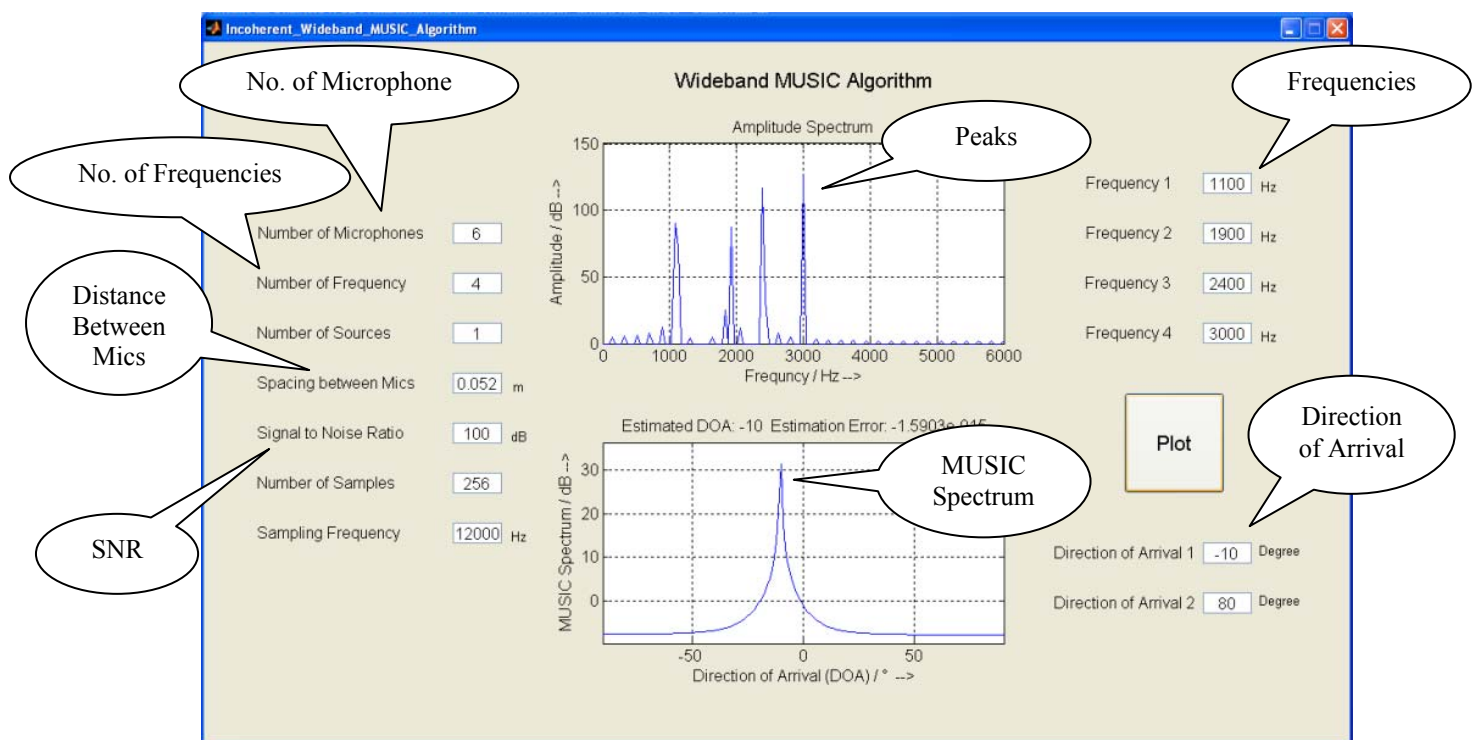 Incoherent_Wideband_MUSIC_Algorithm
No. of Microphone
No. of Frequencies
Distance
Between
Mics
SNR
Number of Microphones 6
Number of Frequency 4
Number of Sources 1
Spacing between Mics 0.052 m
Signal to Noise Ratio 100 dB
Number of Samples 256
Sampling Frequency 12000 Hz
Wideband MUSIC Algorithm
Amplitude Spectrum
Peaks
Amplitude / dB -->
150
100
50
0
0 1000 2000 3000 4000 5000 6000
Frequncy / Hz -->
Estimated DOA: -10 Estimation Error: -1.5903e-015
MUSIC
Spectrum
MUSIC Spectrum / dB -->
30
20
10
0
-50 0 50
Direction of Arrival (DOA) / ° -->
Frequencies
Frequency 1 1100 Hz
Frequency 2 1900 Hz
Frequency 3 2400 Hz
Frequency 4 3000 Hz
Plot
Direction
of Arrival
Direction of Arrival 1 -10 Degree
Direction of Arrival 2 80 Degree